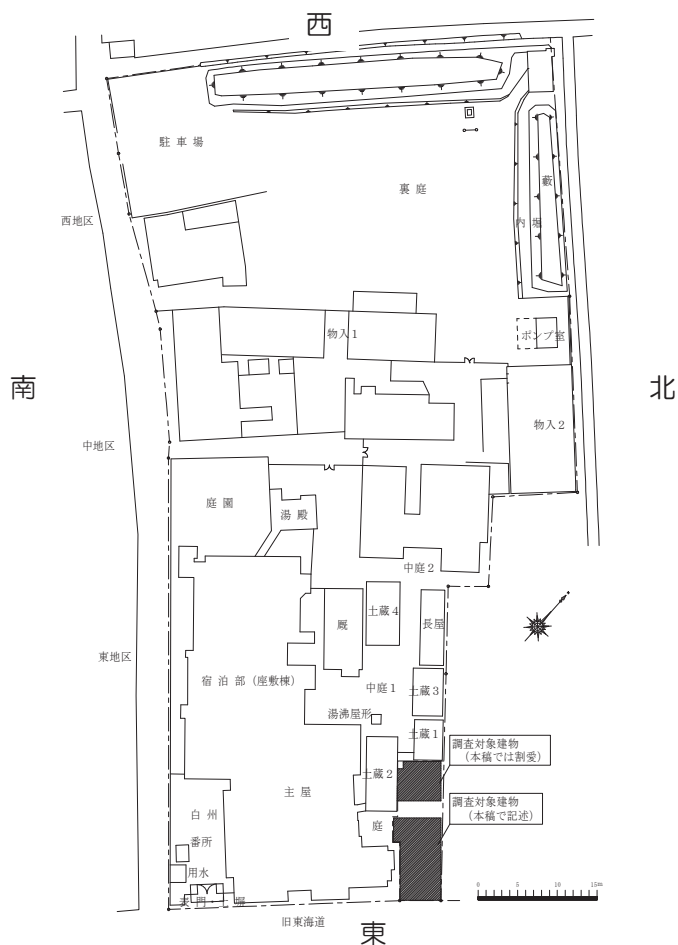 西
駐車場
裏庭
藪
西地区
内堀
物入1
ポンプ室
南
北
物入2
中地区
庭園
湯殿
中庭2
土蔵4
長屋
厩
東地区
宿泊部(座敷棟)
中庭1
土蔵3
湯沸屋形
土蔵1
調査対象建物
(本稿では割愛)
土蔵2
主屋
調査対象建物
(本稿で記述)
白州
庭
番所
用水
0 5 10 15m
旧東海道
東